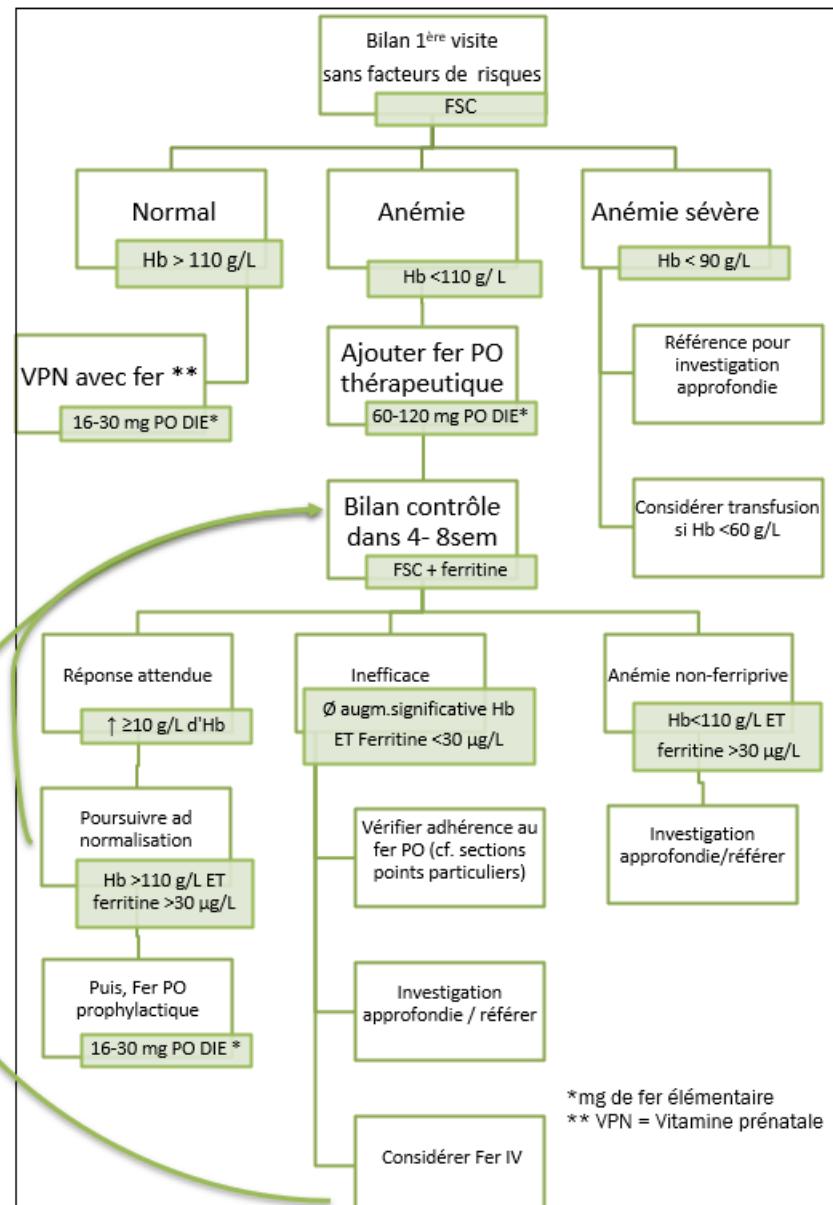 Bilan 1ère visite
sans facteurs de risques
FSC
Normal
Hb > 110 g/L
Anémie
Hb <110 g/ L
Anémie sévère
Hb < 90 g/L
VPN avec fer **
16-30 mg PO DIE*
Ajouter fer PO
thérapeutique
60-120 mg PO DIE*
Référence pour
investigation
approfondie
Bilan contrôle
dans 4- 8sem
FSC + ferritine
Considérer transfusion
si Hb <60 g/L
Réponse attendue
↑ ≥10 g/L d'Hb
Inefficace
Ø augm.significative Hb
ET Ferritine <30 µg/L
Anémie non-ferriprive
Hb<110 g/L ET
ferritine >30 µg/L
Poursuivre ad
normalisation
Hb >110 g/L ET
ferritine >30 µg/L
Vérifier adhérence au
fer PO (cf. sections
points particuliers)
Investigation
approfondie/référer
Puis, Fer PO
prophylactique
16-30 mg PO DIE *
Investigation
approfondie / référer
Considérer Fer IV
*mg de fer élémentaire
** VPN = Vitamine prénatale